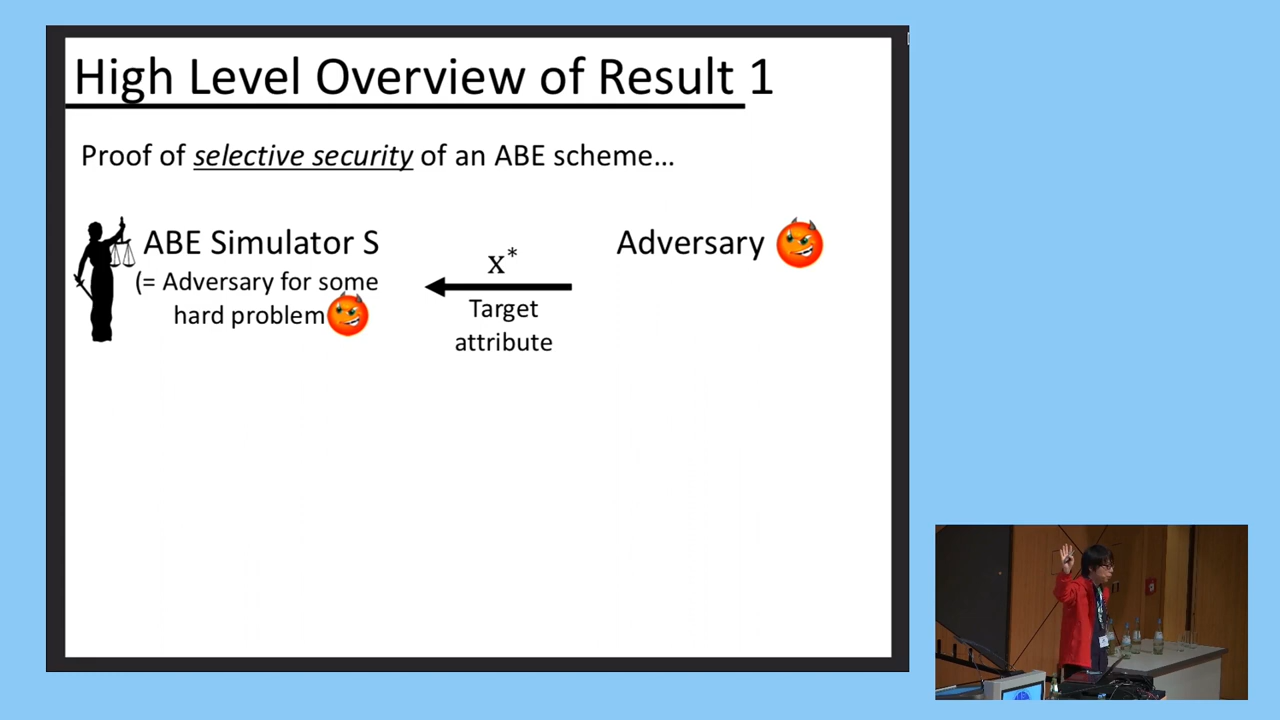 High Level Overview of Result 1
Proof of selective security of an ABE scheme…
ABE Simulator S
(= Adversary for some
hard problem
x*
Target
attribute
Adversary